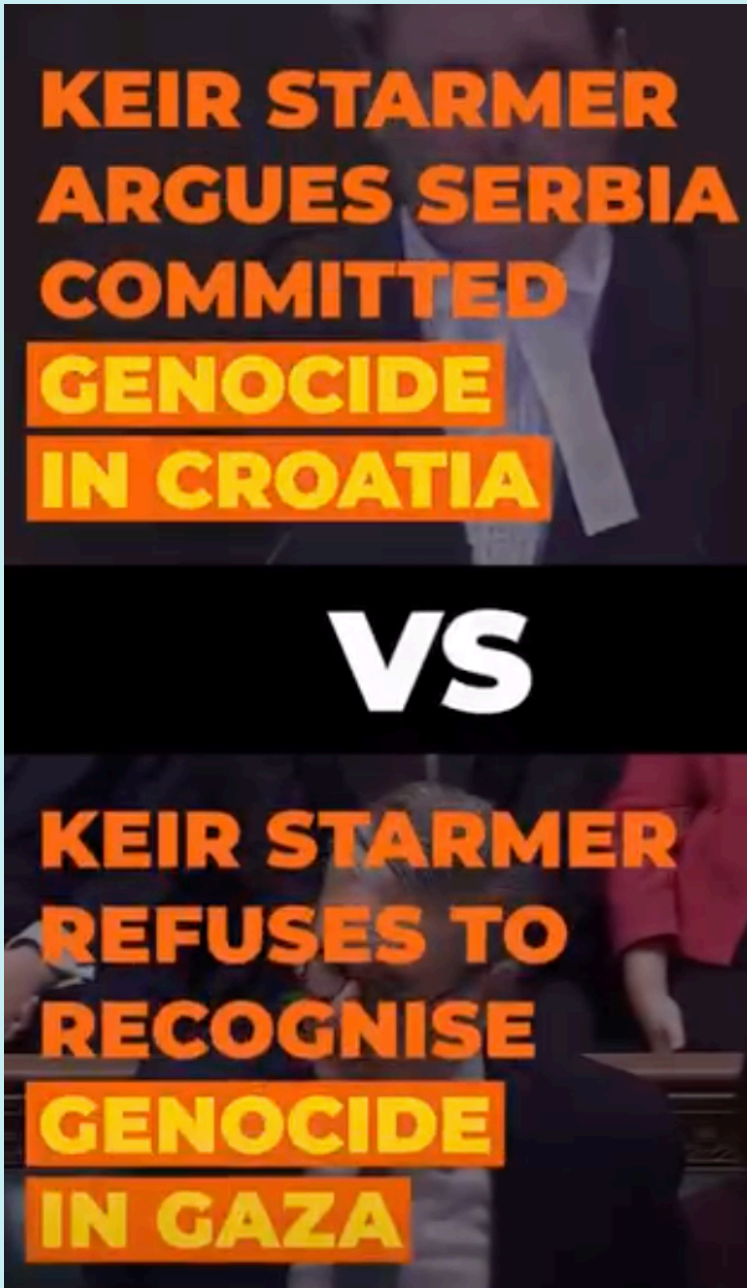 KEIR STARMER
ARGUES SERBIA
COMMITTED
GENOCIDE
IN CROATIA
VS
KEIR STARMER
REFUSES TO
RECOGNISE
GENOCIDE
IN GAZA